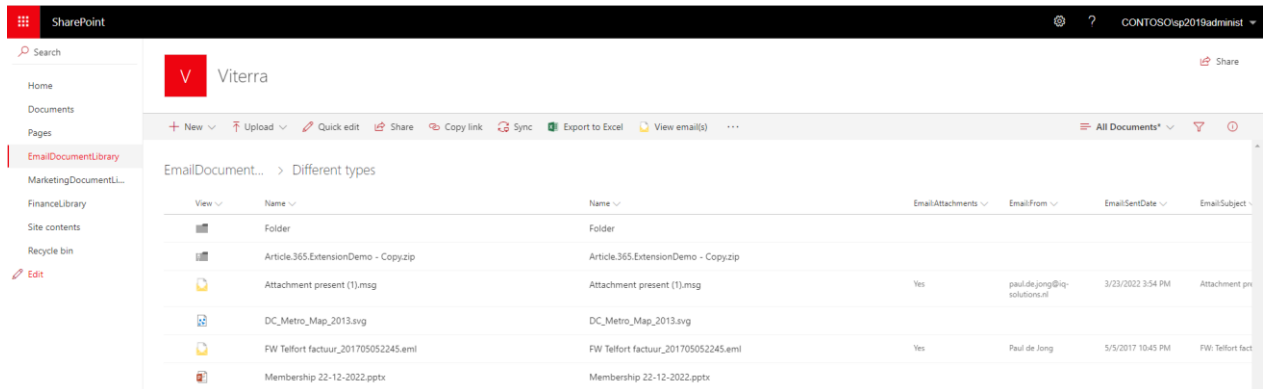 SharePoint
? CONTOSO\sp2019administ
Search
Home
Documents
Pages
EmailDocumentLibrary
MarketingDocumentLi...
FinanceLibrary
Site contents
Recycle bin
Edit
V Viterra
Share
New Upload Quick edit Share Copy link Sync Export to Excel View email(s) ... All Documents*
EmailDocument... > Different types
View Name Name Email:Attachments Email:From Email:SentDate Email:Subject
Folder Folder
Article.365.ExtensionDemo - Copy.zip Article.365.ExtensionDemo - Copy.zip
Attachment present (1).msg Attachment present (1).msg Yes paul.de.jong@iq-solutions.nl 3/23/2022 3:54 PM Attachment pre
DC_Metro_Map_2013.svg DC_Metro_Map_2013.svg
FW Telfort factuur_201705052245.eml FW Telfort factuur_201705052245.eml Yes Paul de Jong 5/5/2017 10:45 PM FW: Telfort fact
Membership 22-12-2022.pptx Membership 22-12-2022.pptx